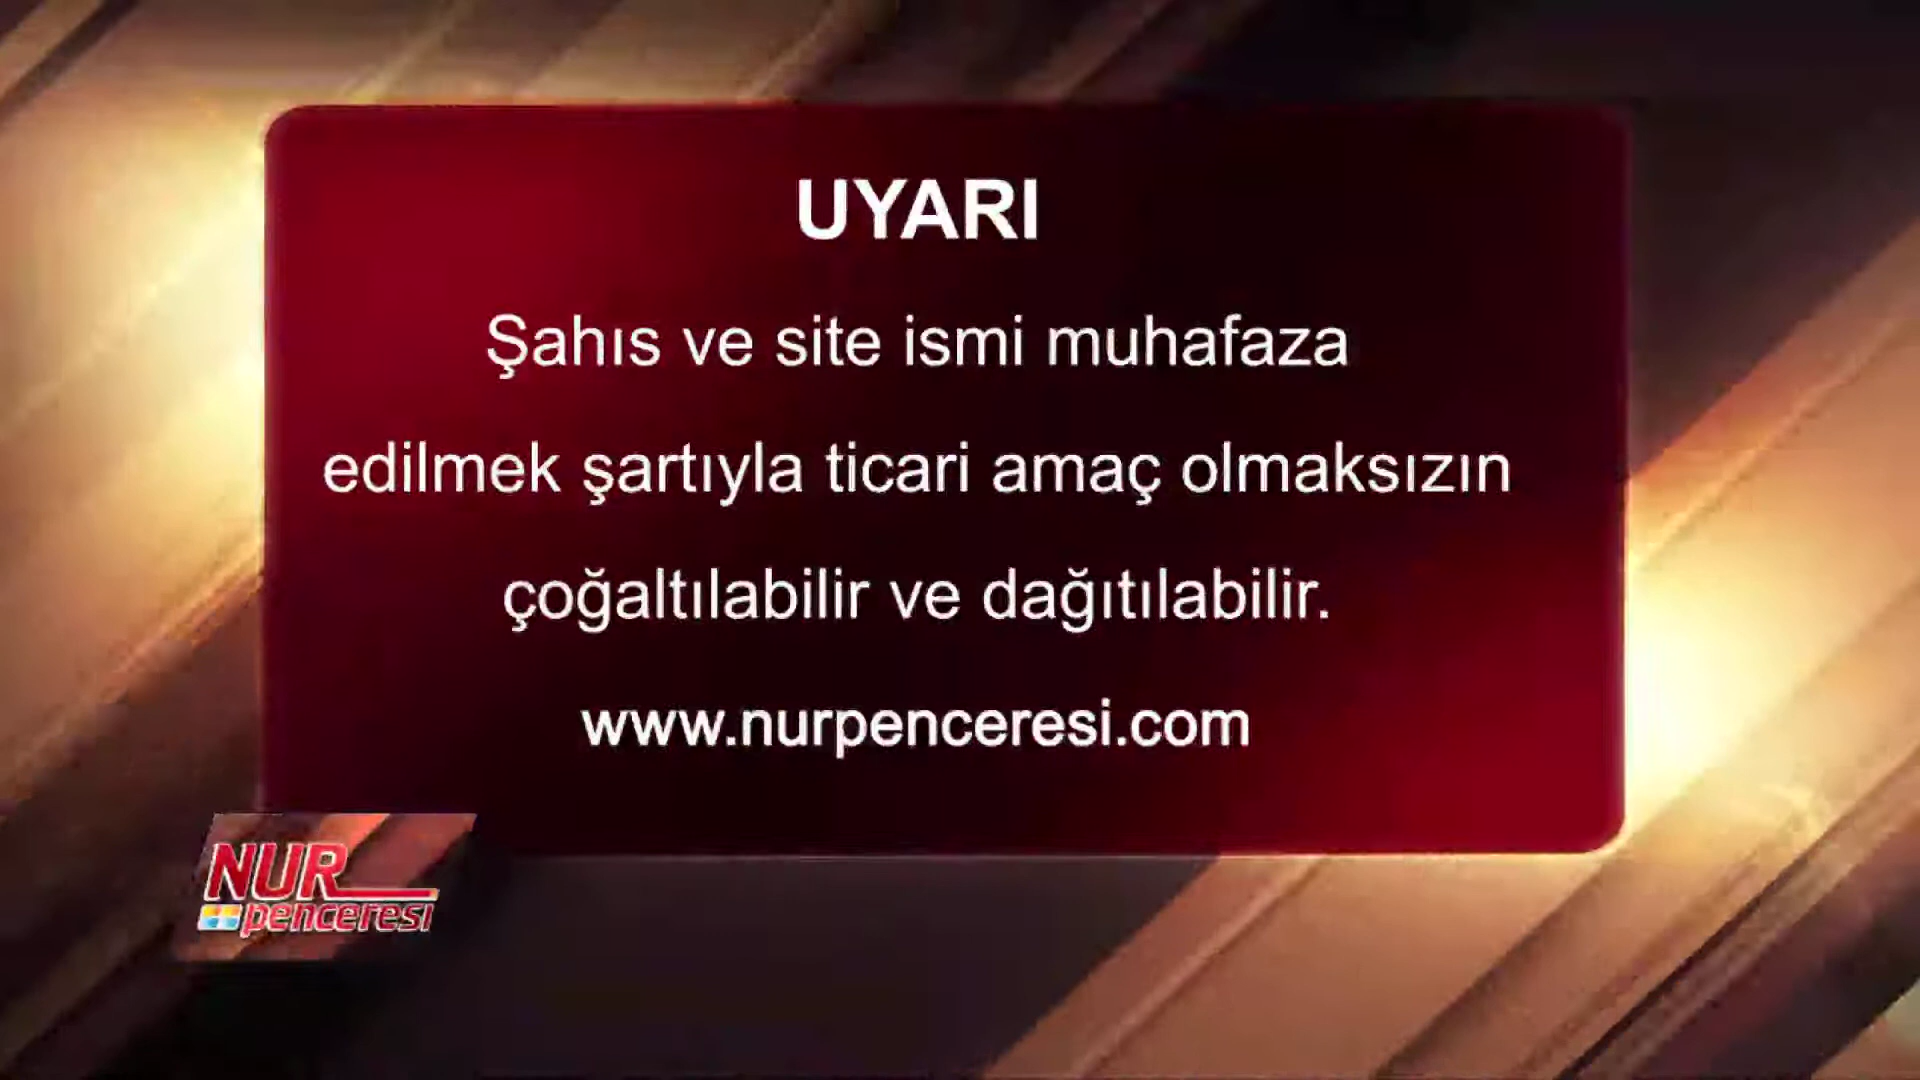 UYARI
Şahıs ve site ismi muhafaza
edilmek şartıyla ticari amaç olmaksızın
çoğaltılabilir ve dağıtılabilir.
www.nurpenceresi.com
NUR
penceresi